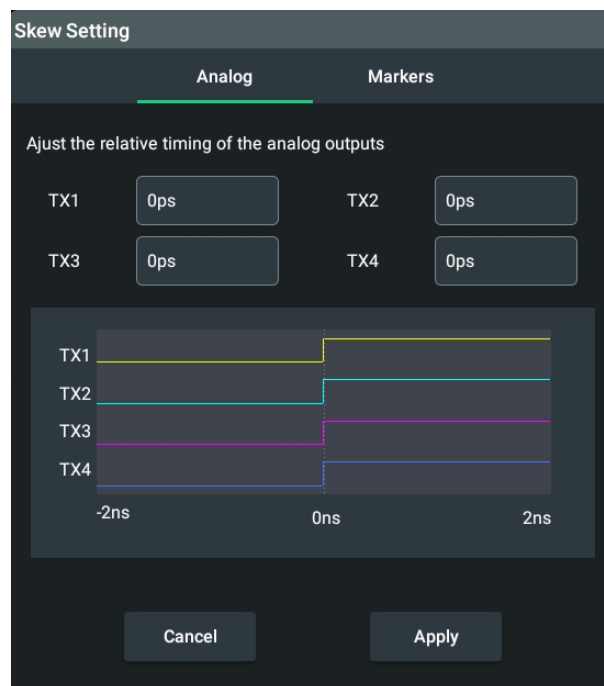 Skew Setting
Analog Markers
Ajust the relative timing of the analog outputs
TX1 0ps TX2 0ps
TX3 0ps TX4 0ps
TX1
TX2
TX3
TX4
-2ns 0ns 2ns
Cancel Apply